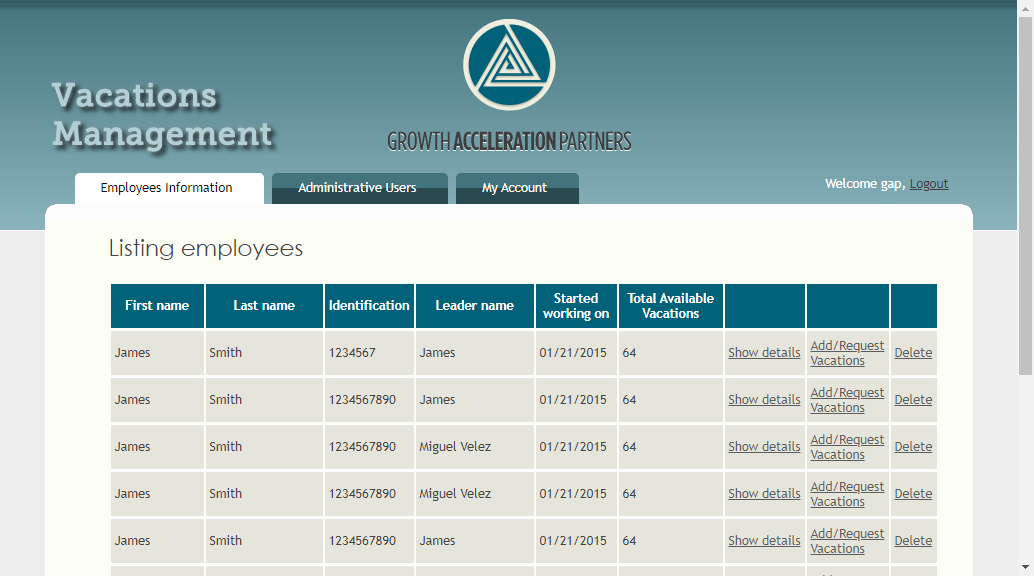 Vacations
Management
GROWTH ACCELERATION PARTNERS
Employees Information Administrative Users My Account Welcome gap, Logout
Listing employees
First name Last name Identification Leader name Started working on Total Available Vacations
James Smith 1234567 James 01/21/2015 64 Show details Add/Request Vacations Delete
James Smith 1234567890 James 01/21/2015 64 Show details Add/Request Vacations Delete
James Smith 1234567890 Miguel Velez 01/21/2015 64 Show details Add/Request Vacations Delete
James Smith 1234567890 Miguel Velez 01/21/2015 64 Show details Add/Request Vacations Delete
James Smith 1234567890 James 01/21/2015 64 Show details Add/Request Vacations Delete